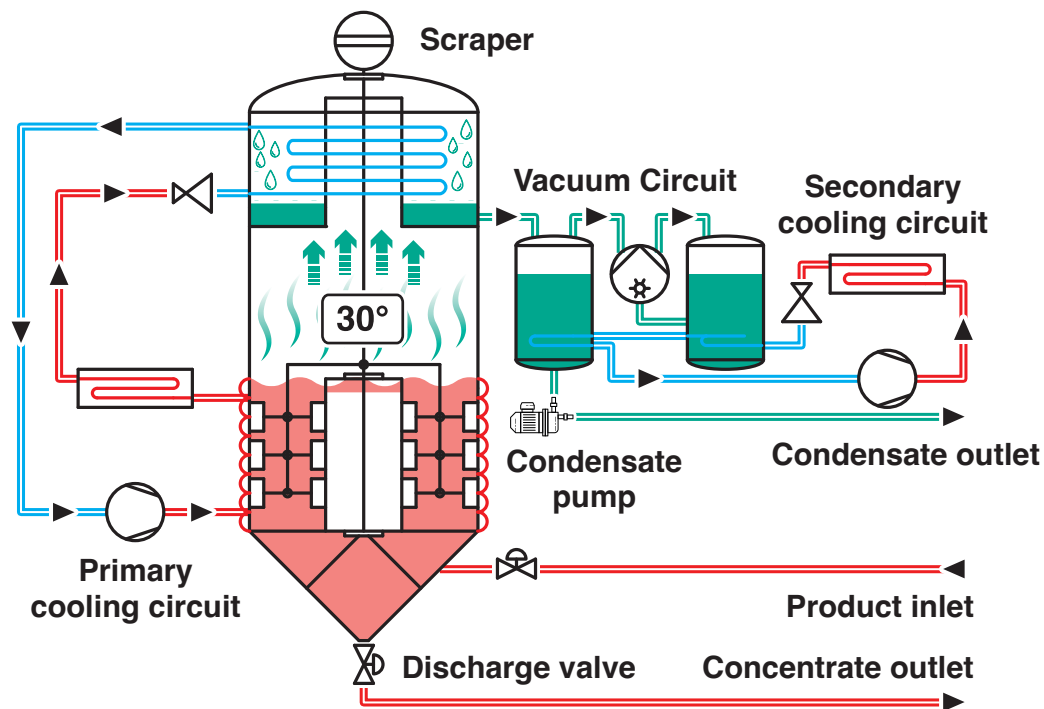 Scraper
Vacuum Circuit
Secondary
cooling circuit
30°
Condensate
pump
Condensate outlet
Primary
cooling circuit
Product inlet
Discharge valve
Concentrate outlet